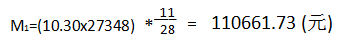 M₁=(10.30x27348) *11/28 = 110661.73 (元)